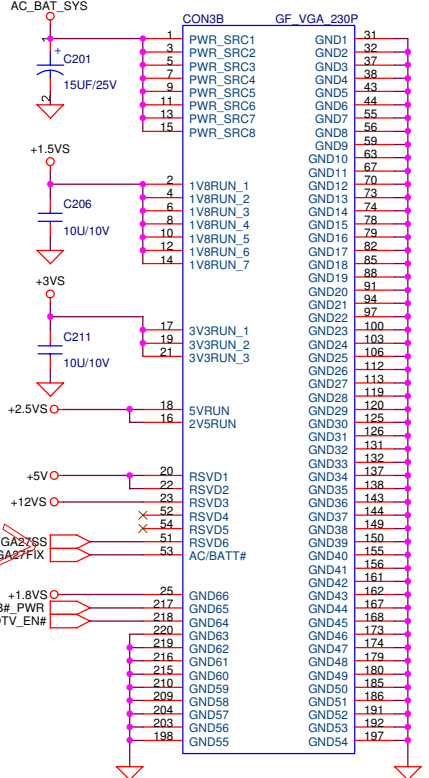 AC_BAT_SYS
1
+
C201
15UF/25V
2
+1.5VS
C206
10U/10V
+3VS
C211
10U/10V
+2.5VS
+5V
+12VS
GA27SS
GA27FIX
+1.8VS
B#_PWR
OTV_EN#
CON3B GF_VGA_230P
1 PWR_SRC1
3 PWR_SRC2
5 PWR_SRC3
7 PWR_SRC4
9 PWR_SRC5
11 PWR_SRC6
13 PWR_SRC7
15 PWR_SRC8
2 1V8RUN_1
4 1V8RUN_2
6 1V8RUN_3
8 1V8RUN_4
10 1V8RUN_5
12 1V8RUN_6
14 1V8RUN_7
17 3V3RUN_1
19 3V3RUN_2
21 3V3RUN_3
18 5VRUN
16 2V5RUN
20 RSVD1
22 RSVD2
23 RSVD3
52 RSVD4
54 RSVD5
51 RSVD6
53 AC/BATT#
25 GND66
217 GND65
218 GND64
220 GND63
219 GND62
216 GND61
215 GND60
210 GND59
209 GND58
204 GND57
203 GND56
198 GND55
GND1 31
GND2 32
GND3 37
GND4 38
GND5 43
GND6 44
GND7 55
GND8 56
GND9 59
GND10 63
GND11 67
GND12 70
GND13 73
GND14 74
GND15 78
GND16 79
GND17 82
GND18 85
GND19 88
GND20 91
GND21 94
GND22 97
GND23 100
GND24 103
GND25 106
GND26 112
GND27 113
GND28 119
GND29 120
GND30 125
GND31 126
GND32 131
GND33 132
GND34 137
GND35 138
GND36 143
GND37 144
GND38 149
GND39 150
GND40 155
GND41 156
GND42 161
GND43 162
GND44 167
GND45 168
GND46 173
GND47 174
GND48 179
GND49 180
GND50 185
GND51 186
GND52 191
GND53 192
GND54 197